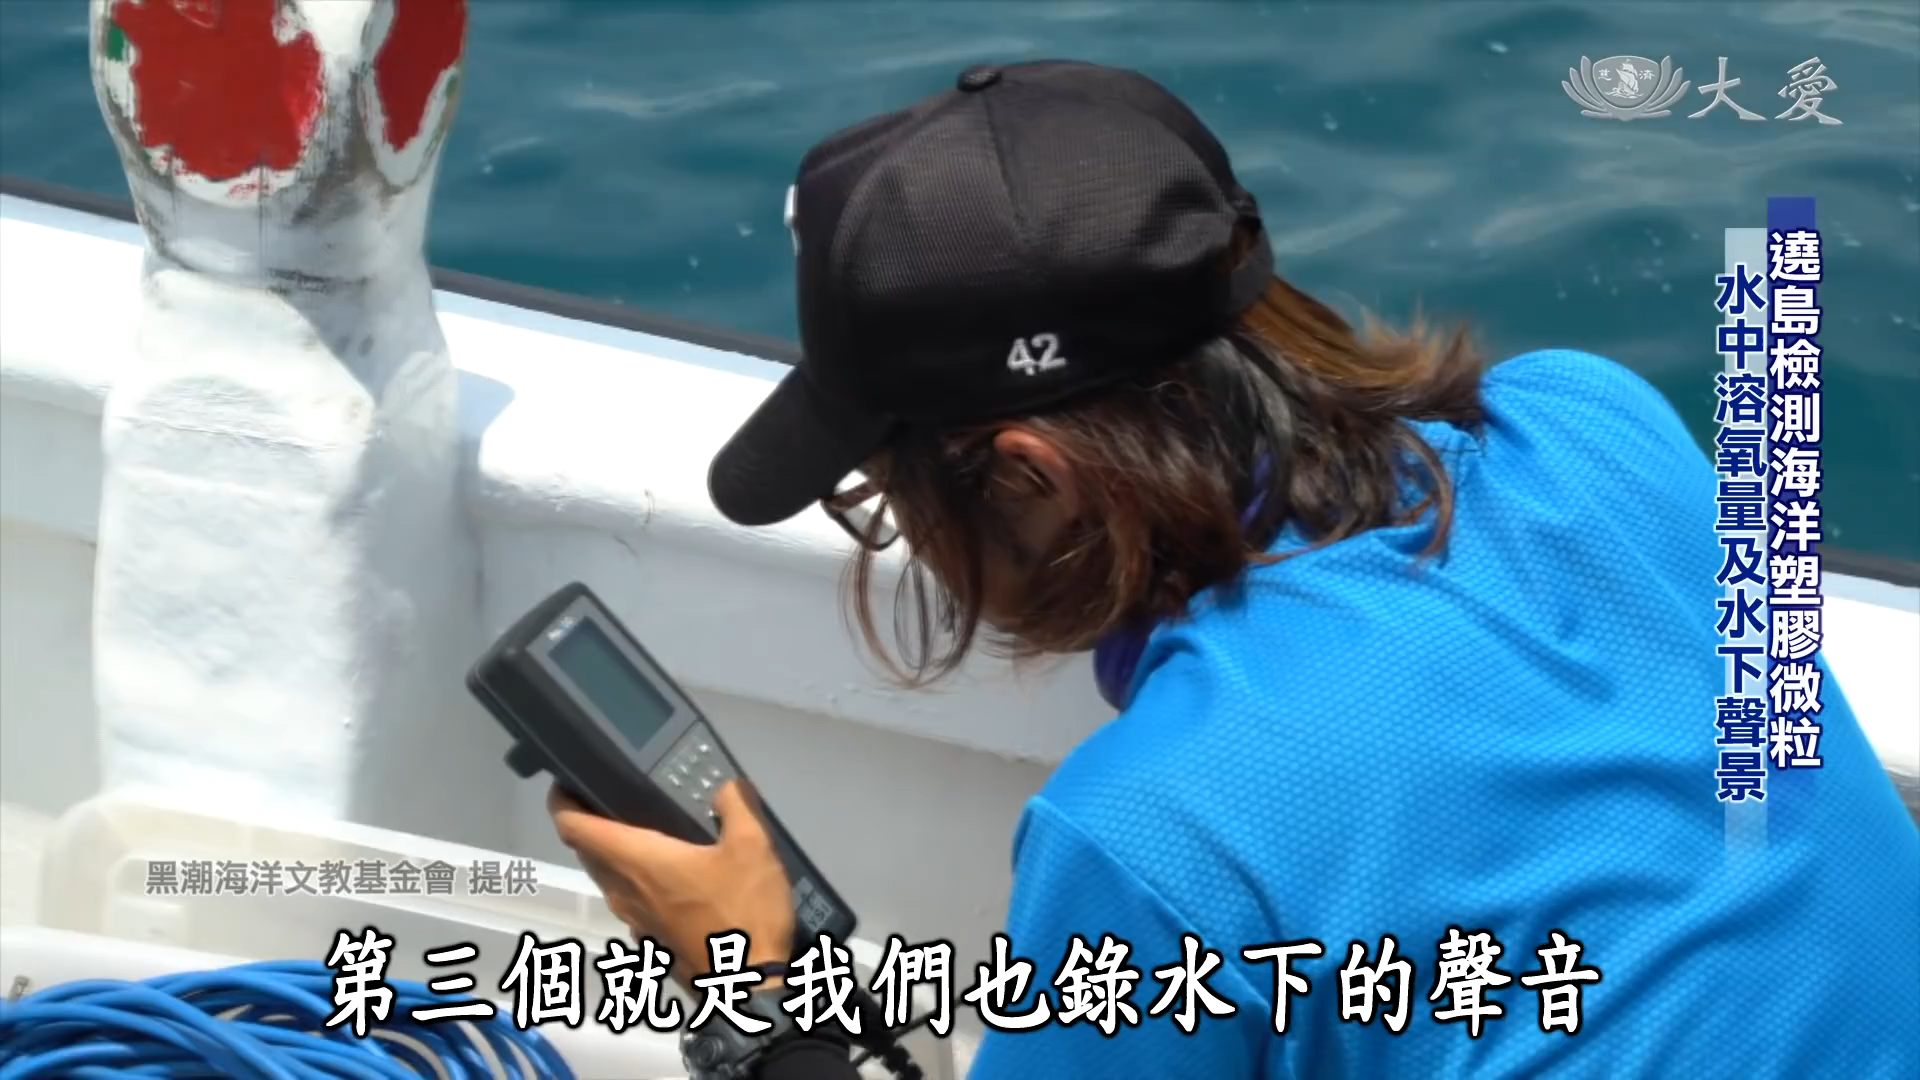 慈濟
大愛
遶島檢測海洋塑膠微粒
水中溶氧量及水下聲景
42
黑潮海洋文教基金會 提供
第三個就是我們也錄水下的聲音